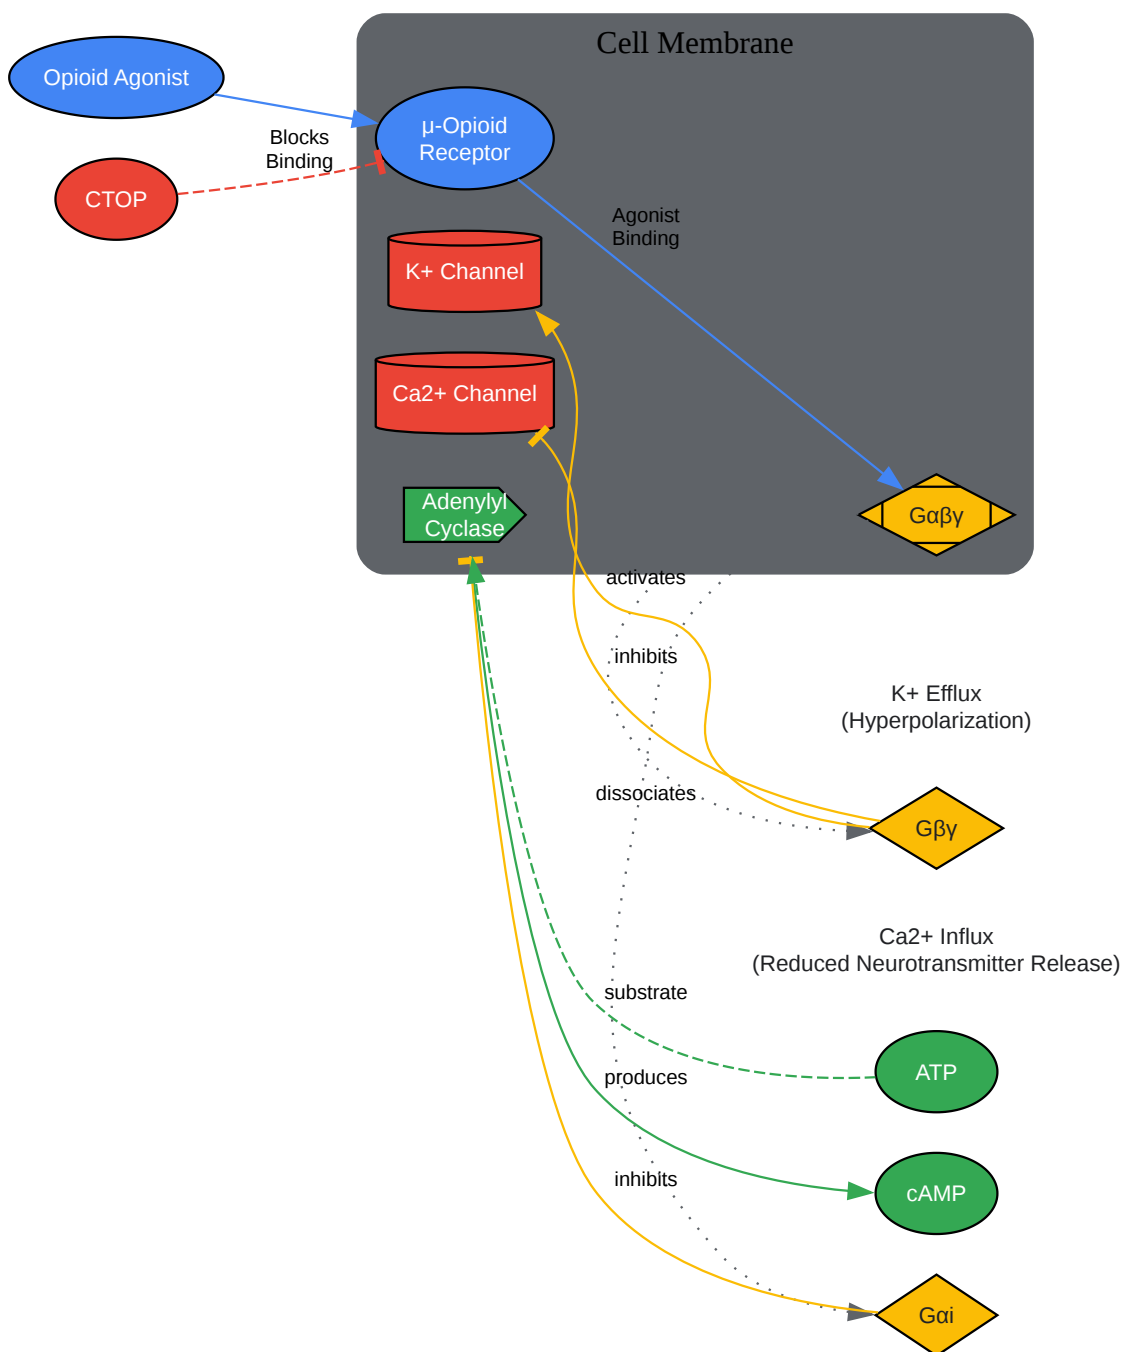 Cell Membrane
Opioid Agonist
μ-Opioid
Receptor
Blocks
Binding
CTOP
Agonist
Binding
K+ Channel
Ca2+ Channel
Adenylyl
Cyclase
Gαβγ
activates
inhibits
K+ Efflux
(Hyperpolarization)
dissociates
Gβγ
Ca2+ Influx
(Reduced Neurotransmitter Release)
substrate
ATP
produces
inhibits
cAMP
Gαi